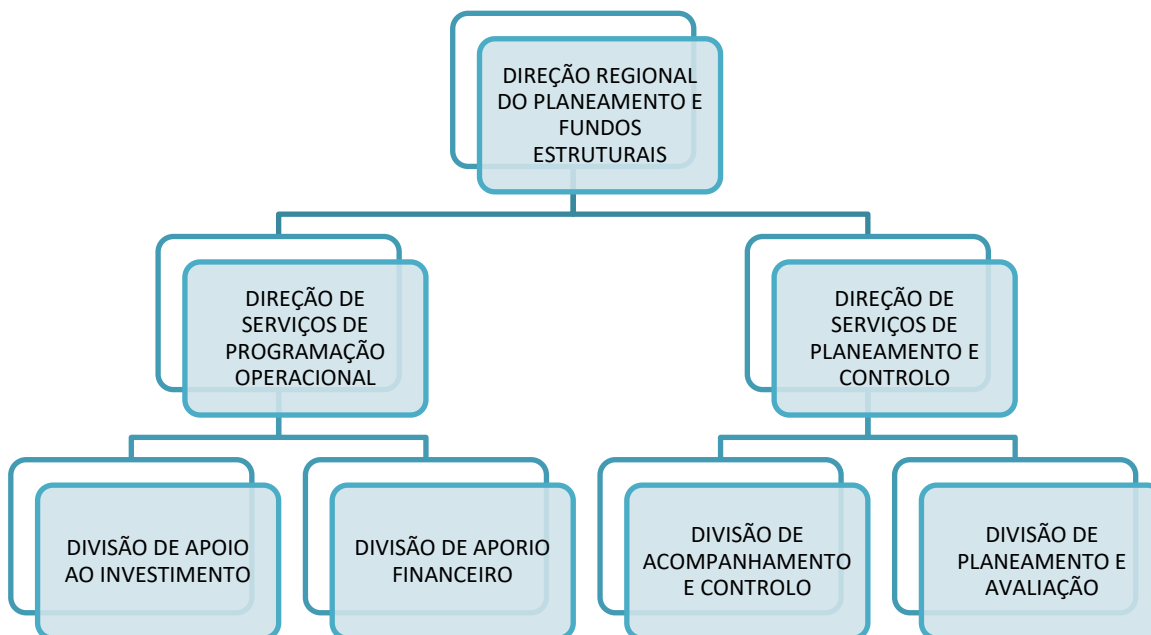 DIREÇÃO REGIONAL
DO PLANEAMENTO E
FUNDOS
ESTRUTURAIS
DIREÇÃO DE
SERVIÇOS DE
PROGRAMAÇÃO
OPERACIONAL
DIREÇÃO DE
SERVIÇOS DE
PLANEAMENTO E
CONTROLO
DIVISÃO DE APOIO
AO INVESTIMENTO
DIVISÃO DE APORIO
FINANCEIRO
DIVISÃO DE
ACOMPANHAMENTO
E CONTROLO
DIVISÃO DE
PLANEAMENTO E
AVALIAÇÃO